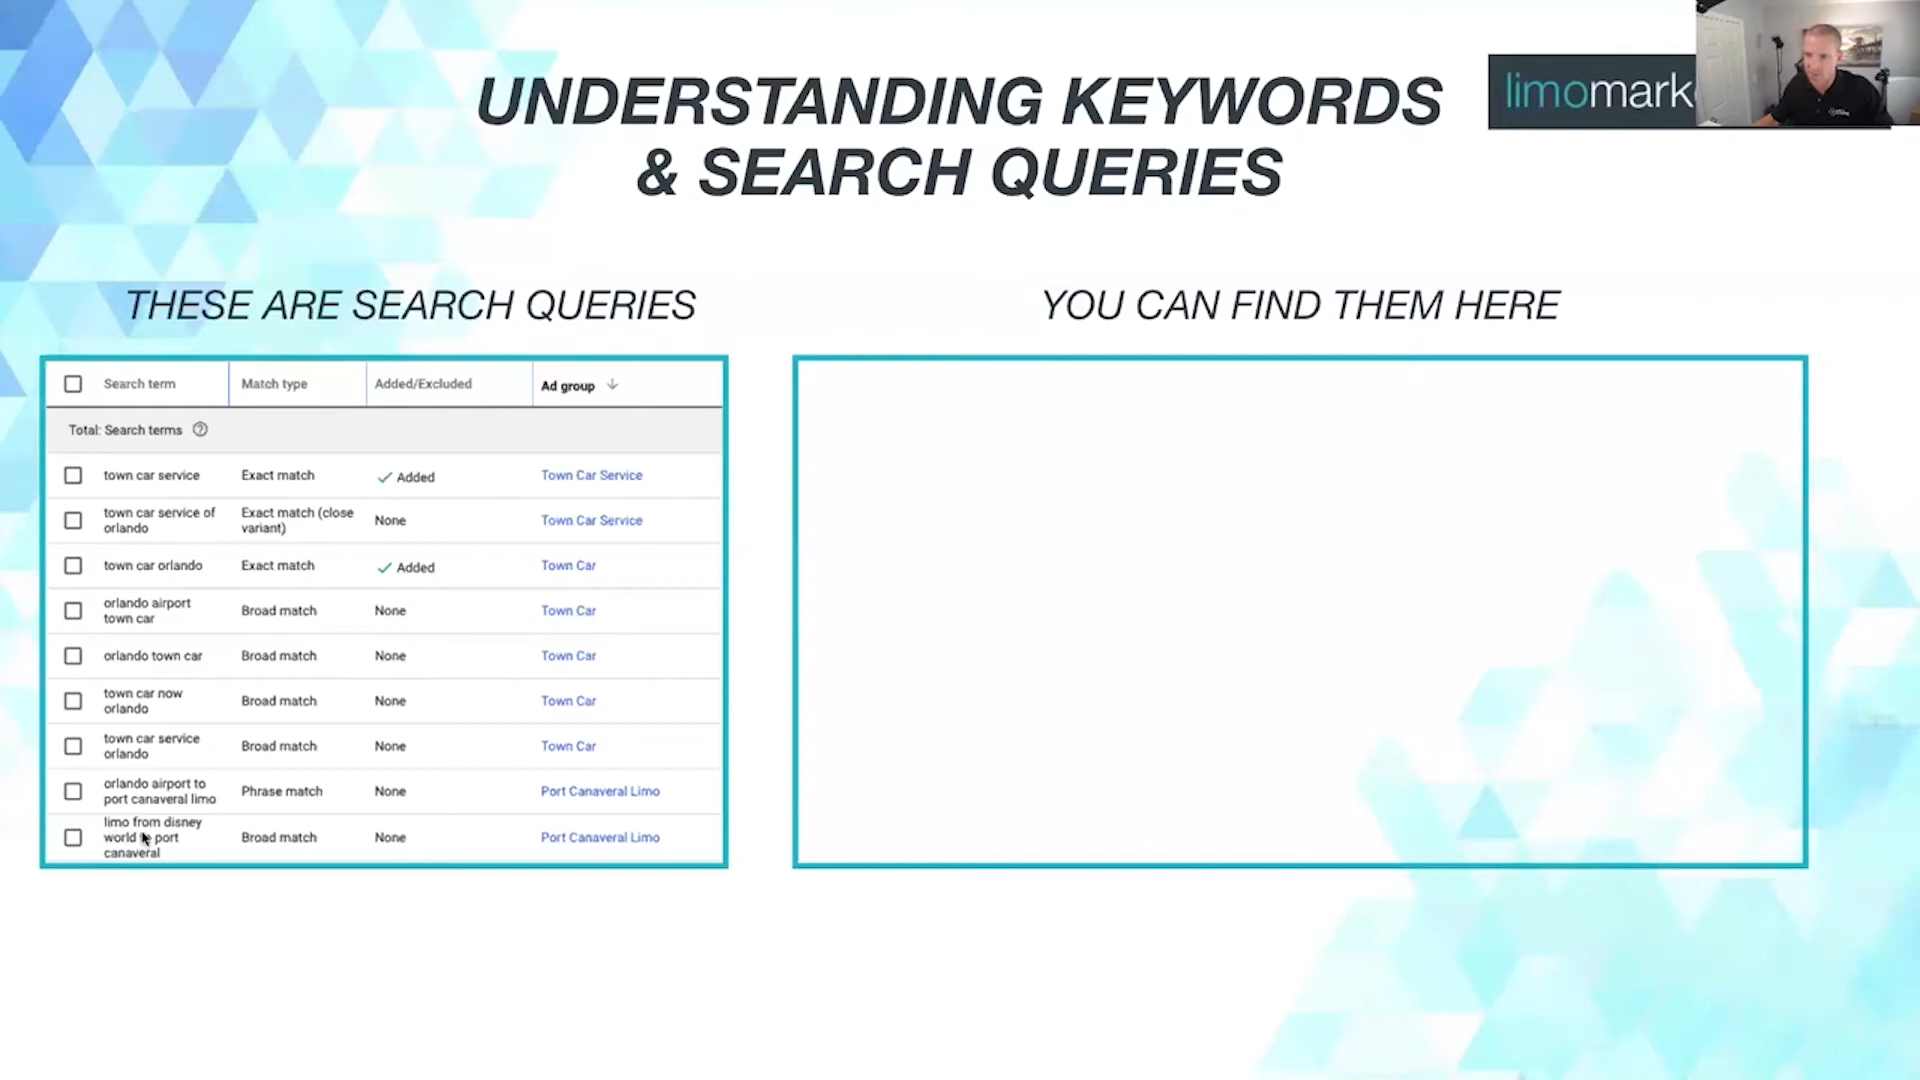 UNDERSTANDING KEYWORDS
& SEARCH QUERIES
limomark
THESE ARE SEARCH QUERIES
YOU CAN FIND THEM HERE
Search term Match type Added/Excluded Ad group
Total: Search terms
town car service Exact match Added Town Car Service
town car service of
orlando
Exact match (close
variant)
None Town Car Service
town car orlando Exact match Added Town Car
orlando airport
town car
Broad match None Town Car
orlando town car Broad match None Town Car
town car now
orlando
Broad match None Town Car
town car service
orlando
Broad match None Town Car
orlando airport to
port canaveral limo
Phrase match None Port Canaveral Limo
limo from disney
world to port
canaveral
Broad match None Port Canaveral Limo